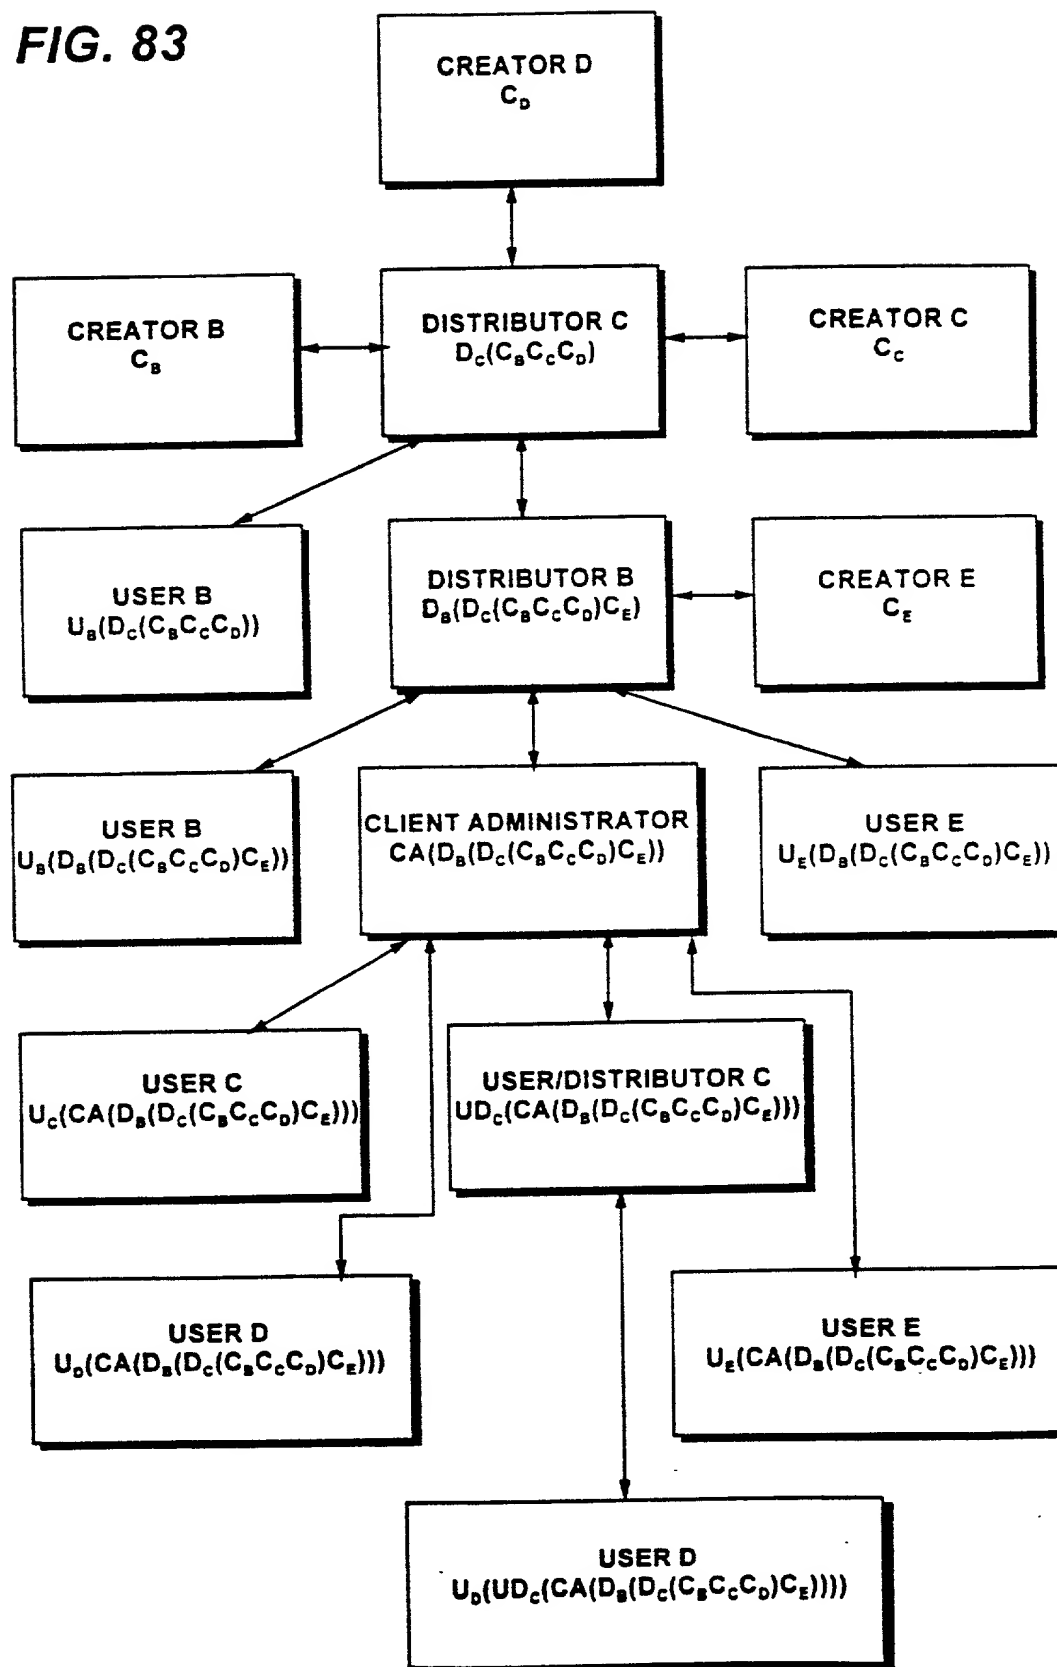 FIG. 83
CREATOR D
C_D
CREATOR B
C_B
DISTRIBUTOR C
D_C(C_BC_CC_D)
CREATOR C
C_C
USER B
U_B(D_C(C_BC_CC_D))
DISTRIBUTOR B
D_B(D_C(C_BC_CC_D)C_E)
CREATOR E
C_E
USER B
U_B(D_B(D_C(C_BC_CC_D)C_E))
CLIENT ADMINISTRATOR
CA(D_B(D_C(C_BC_CC_D)C_E))
USER E
U_E(D_B(D_C(C_BC_CC_D)C_E))
USER C
U_C(CA(D_B(D_C(C_BC_CC_D)C_E)))
USER/DISTRIBUTOR C
UD_C(CA(D_B(D_C(C_BC_CC_D)C_E)))
USER D
U_D(CA(D_B(D_C(C_BC_CC_D)C_E)))
USER E
U_E(CA(D_B(D_C(C_BC_CC_D)C_E)))
USER D
U_D(UD_C(CA(D_B(D_C(C_BC_CC_D)C_E))))